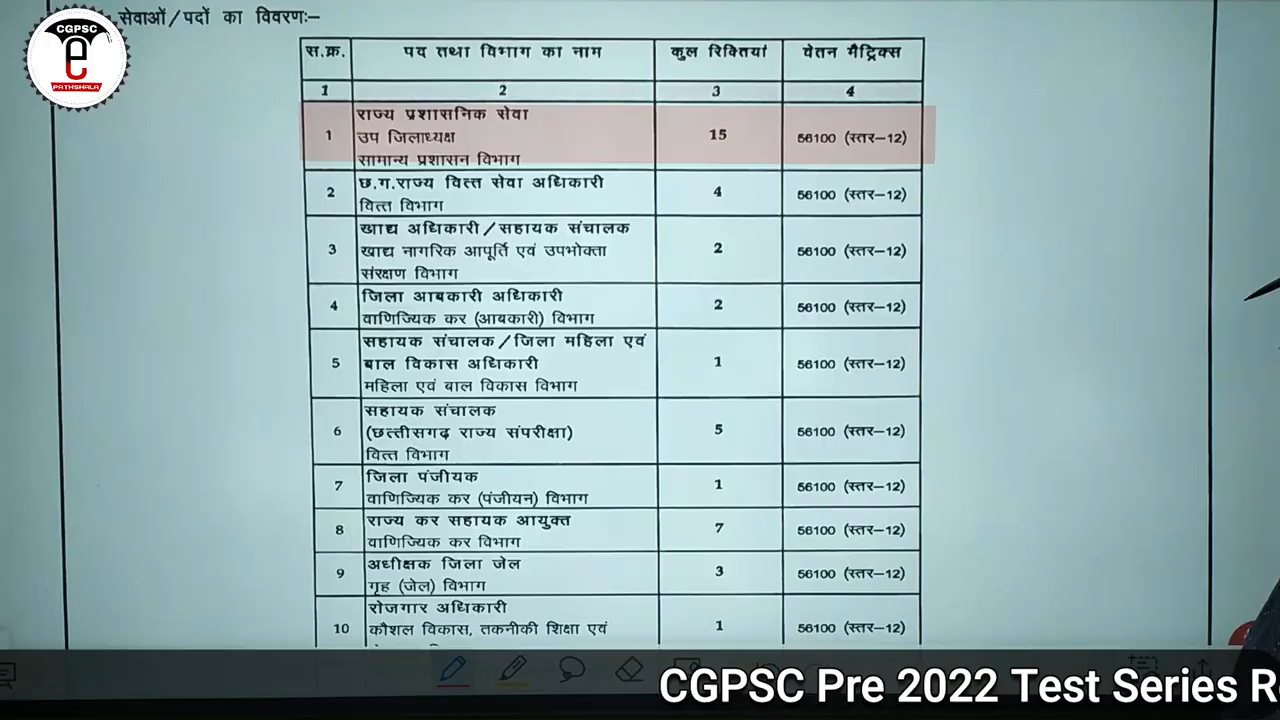 CGPSC
e
PATHSHALA
सेवाओं/पदों का विवरणः–
स.क्र. पद तथा विभाग का नाम कुल रिक्तियां वेतन मैट्रिक्स
1 2 3 4
राज्य प्रशासनिक सेवा
1 उप जिलाध्यक्ष 15 56100 (स्तर–12)
सामान्य प्रशासन विभाग
2 छ.ग.राज्य वित्त सेवा अधिकारी 4 56100 (स्तर–12)
वित्त विभाग
खाद्य अधिकारी/सहायक संचालक
3 खाद्य नागरिक आपूर्ति एवं उपभोक्ता 2 56100 (स्तर–12)
संरक्षण विभाग
4 जिला आबकारी अधिकारी 2 56100 (स्तर–12)
वाणिज्यिक कर (आबकारी) विभाग
सहायक संचालक/जिला महिला एवं
5 बाल विकास अधिकारी 1 56100 (स्तर–12)
महिला एवं बाल विकास विभाग
सहायक संचालक
6 (छत्तीसगढ़ राज्य संपरीक्षा) 5 56100 (स्तर–12)
वित्त विभाग
7 जिला पंजीयक 1 56100 (स्तर–12)
वाणिज्यिक कर (पंजीयन) विभाग
8 राज्य कर सहायक आयुक्त 7 56100 (स्तर–12)
वाणिज्यिक कर विभाग
9 अधीक्षक जिला जेल 3 56100 (स्तर–12)
गृह (जेल) विभाग
रोजगार अधिकारी
10 कौशल विकास, तकनीकी शिक्षा एवं 1 56100 (स्तर–12)
CGPSC Pre 2022 Test Series